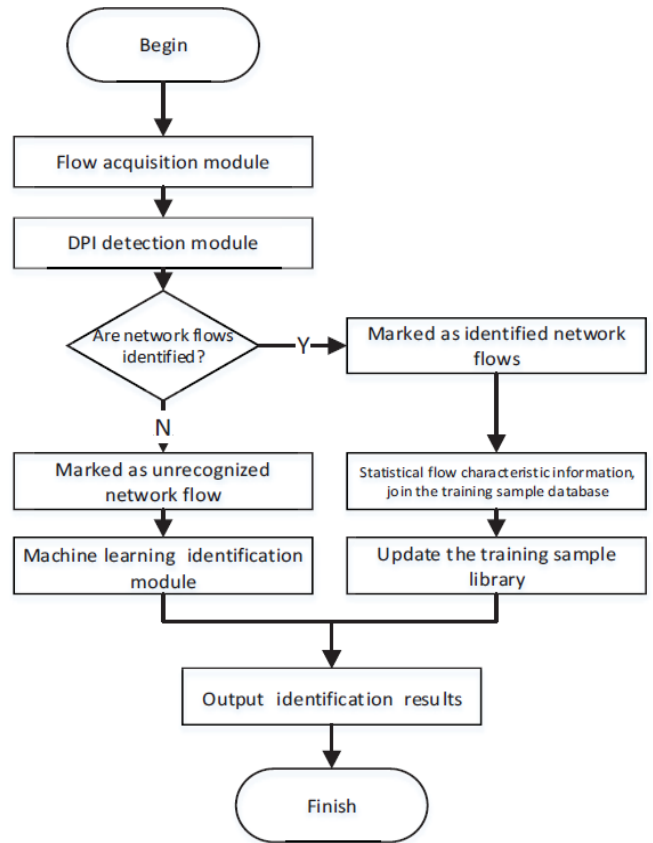 Begin
Flow acquisition module
DPI detection module
Are network flows
identified?
Y
Marked as identified network
flows
N
Marked as unrecognized
network flow
Statistical flow characteristic information,
join the training sample database
Machine learning identification
module
Update the training sample
library
Output identification results
Finish